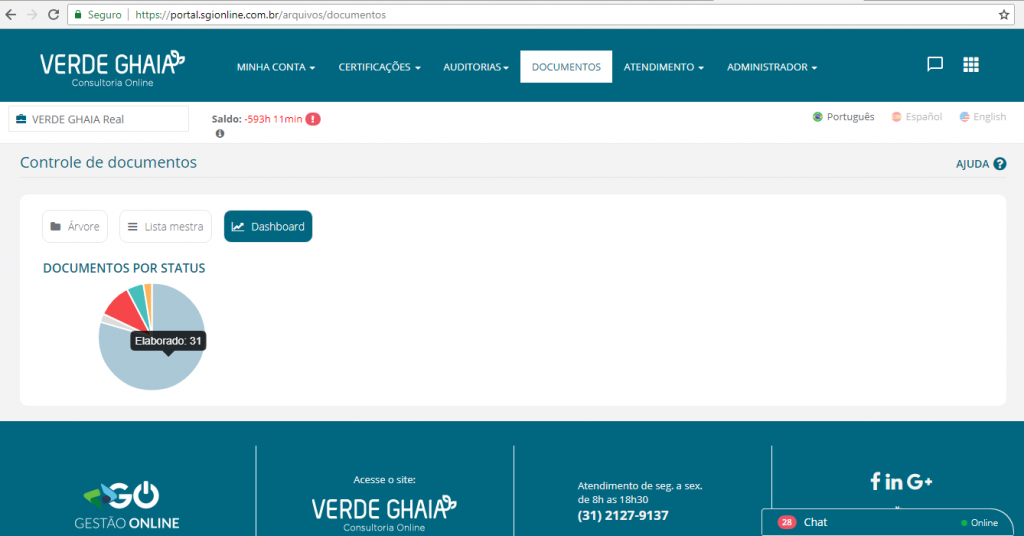 Seguro | https://portal.sgionline.com.br/arquivos/documentos
VERDE GHAIA
Consultoria Online
MINHA CONTA
CERTIFICAÇÕES
AUDITORIAS
DOCUMENTOS
ATENDIMENTO
ADMINISTRADOR
VERDE GHAIA Real
Saldo: -593h 11min
Português
Español
English
Controle de documentos
AJUDA
Árvore
Lista mestra
Dashboard
DOCUMENTOS POR STATUS
Elaborado: 31
GO
GESTÃO ONLINE
Acesse o site:
VERDE GHAIA
Consultoria Online
Atendimento de seg. a sex.
de 8h as 18h30
(31) 2127-9137
f in G+
28 Chat
Online